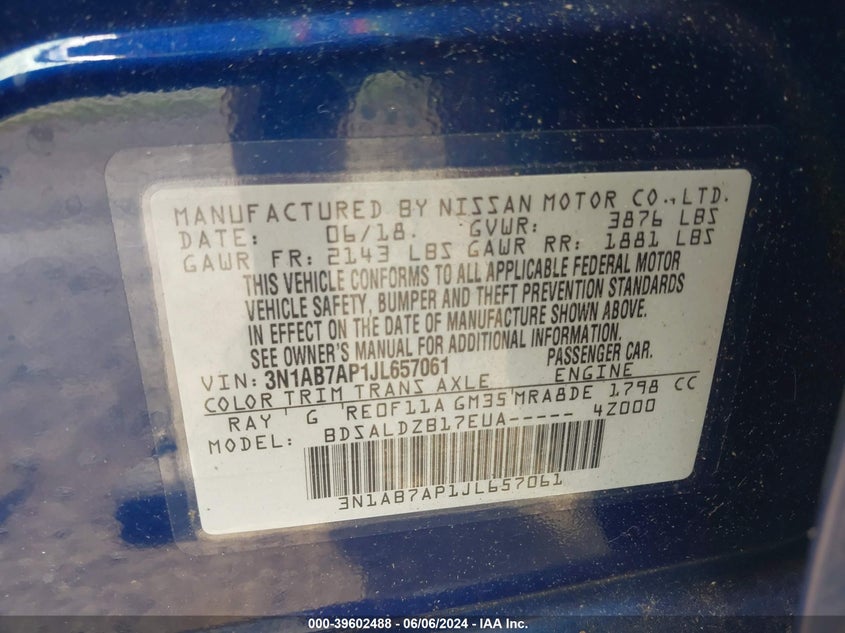 MANUFACTURED BY NISSAN MOTOR CO., LTD.
DATE: 06/18. GVWR: 3876 LBS
GAWR FR: 2143 LBS GAWR RR: 1881 LBS
THIS VEHICLE CONFORMS TO ALL APPLICABLE FEDERAL MOTOR
VEHICLE SAFETY, BUMPER AND THEFT PREVENTION STANDARDS
IN EFFECT ON THE DATE OF MANUFACTURE SHOWN ABOVE.
SEE OWNER'S MANUAL FOR ADDITIONAL INFORMATION.
VIN: 3N1AB7AP1JL657061 PASSENGER CAR.
COLOR TRIM TRANS AXLE ENGINE
RAY G RE0F11A GM35 MRA8DE 1798 CC
MODEL: BDSALDZB17EUA----- 4Z000
3N1AB7AP1JL657061
000-39602488 - 06/06/2024 - IAA Inc.